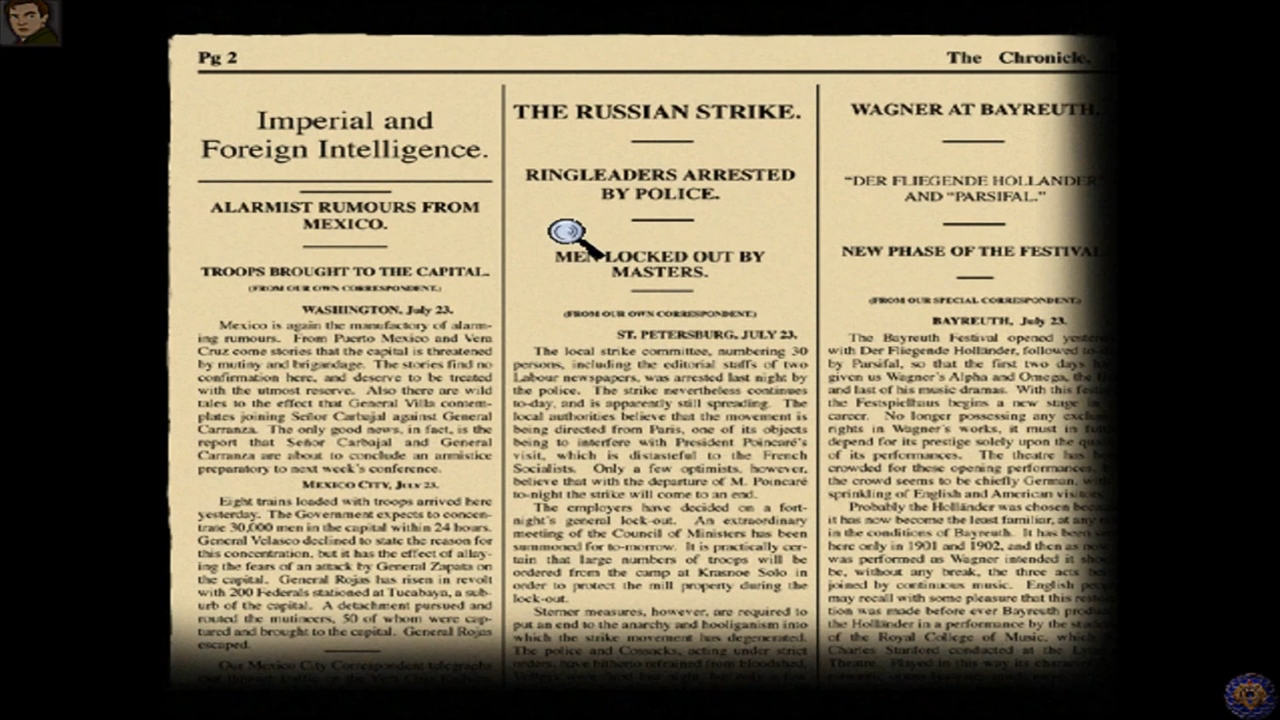 Pg 2
The Chronicle.
Imperial and
Foreign Intelligence.
ALARMIST RUMOURS FROM
MEXICO.
TROOPS BROUGHT TO THE CAPITAL.
(FROM OUR OWN CORRESPONDENT.)
WASHINGTON, July 23.
Mexico is again the manufactory of alarm-
ing rumours. From Puerto Mexico and Vera
Cruz come stories that the capital is threatened
by mutiny and brigandage. The stories find no
confirmation here, and deserve to be treated
with the utmost reserve. Also there are wild
tales to the effect that General Villa contem-
plates joining Señor Carbajal against General
Carranza. The only good news, in fact, is the
report that Señor Carbajal and General
Carranza are about to conclude an armistice
preparatory to next week's conference.
MEXICO CITY, JULY 23.
Eight trains loaded with troops arrived here
yesterday. The Government expects to concen-
trate 30,000 men in the capital within 24 hours.
General Velasco declined to state the reason for
this concentration, but it has the effect of allay-
ing the fears of an attack by General Zapata on
the capital. General Rojas has risen in revolt
with 200 Federals stationed at Tucabaya, a sub-
urb of the capital. A detachment pursued and
routed the mutineers, 50 of whom were cap-
tured and brought to the capital. General Rojas
escaped.
Our Mexico City Correspondent telegraphs
THE RUSSIAN STRIKE.
RINGLEADERS ARRESTED
BY POLICE.
MEN LOCKED OUT BY
MASTERS.
(FROM OUR OWN CORRESPONDENT)
ST. PETERSBURG, JULY 23.
The local strike committee, numbering 30
persons, including the editorial staffs of two
Labour newspapers, was arrested last night by
the police. The strike nevertheless continues
to-day, and is apparently still spreading. The
local authorities believe that the movement is
being directed from Paris, one of its objects
being to interfere with President Poincaré's
visit, which is distasteful to the French
Socialists. Only a few optimists, however,
believe that with the departure of M. Poincaré
to-night the strike will come to an end.
The employers have decided on a fort-
night's general lock-out. An extraordinary
meeting of the Council of Ministers has been
summoned for to-morrow. It is practically cer-
tain that large numbers of troops will be
ordered from the camp at Krasnoe Solo in
order to protect the mill property during the
lock-out.
Sterner measures, however, are required to
put an end to the anarchy and hooliganism into
which the strike movement has degenerated.
The police and Cossacks, acting under strict
orders, have hitherto refrained from bloodshed.
WAGNER AT BAYREUTH.
"DER FLIEGENDE HOLLANDER"
AND "PARSIFAL."
NEW PHASE OF THE FESTIVAL
(FROM OUR SPECIAL CORRESPONDENT.)
BAYREUTH, July 23.
The Bayreuth Festival opened
with Der Fliegende Holländer, followed
by Parsifal, so that the first two days
given us Wagner's Alpha and Omega, the
and last of his music dramas. With this
the Festspielhaus begins a new stage in
career. No longer possessing any
rights in Wagner's works, it must in
depend for its prestige solely upon the
of its performances. The theatre has
crowded for these opening performances,
the crowd seems to be chiefly German, with
sprinkling of English and American
Probably the Holländer was chosen
it has now become the least familiar, at any
in the conditions of Bayreuth. It has been
here only in 1901 and 1902, and then as now
was performed as Wagner intended it
be, without any break, the three acts
joined by continuous music. English
may recall with some pleasure that this
tion was made before ever Bayreuth
the Holländer in a performance by the
of the Royal College of Music, which
Charles Stanford conducted at the
Theatre. Played in this way its